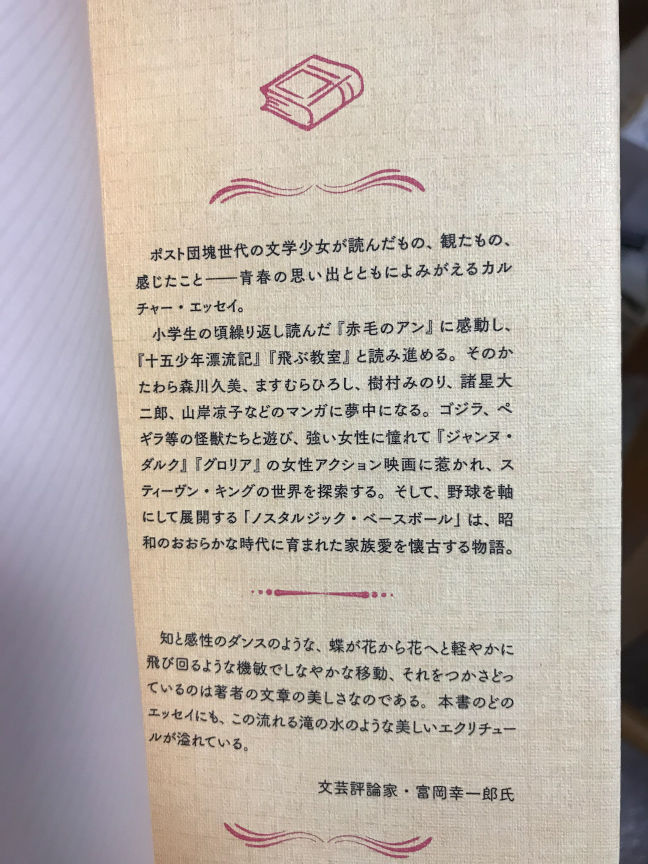 ポスト団塊世代の文学少女が読んだもの、観たもの、
感じたこと――青春の思い出とともによみがえるカル
チャー・エッセイ。
小学生の頃繰り返し読んだ『赤毛のアン』に感動し、
『十五少年漂流記』『飛ぶ教室』と読み進める。そのか
たわら森川久美、ますむらひろし、樹村みのり、諸星大
二郎、山岸凉子などのマンガに夢中になる。ゴジラ、ペ
ギラ等の怪獣たちと遊び、強い女性に憧れて『ジャンヌ・
ダルク』『グロリア』の女性アクション映画に惹かれ、ス
ティーヴン・キングの世界を探索する。そして、野球を軸
にして展開する「ノスタルジック・ベースボール」は、昭
和のおおらかな時代に育まれた家族愛を懐古する物語。
知と感性のダンスのような、蝶が花から花へと軽やかに
飛び回るような機敏でしなやかな移動、それをつかさどっ
ているのは著者の文章の美しさなのである。本書のどの
エッセイにも、この流れる滝の水のような美しいエクリチュー
ルが溢れている。
文芸評論家・富岡幸一郎氏